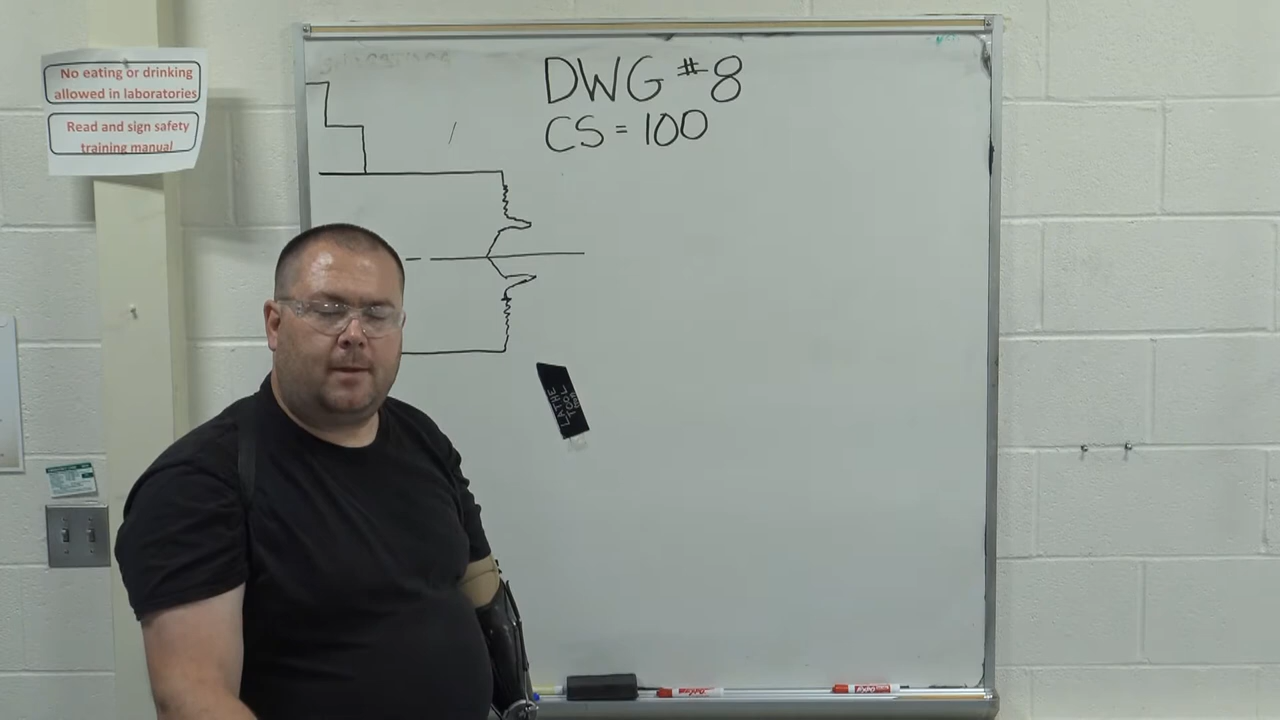 No eating or drinking
allowed in laboratories
Read and sign safety
training manual
DWG #8
CS = 100
LATHE
TOOL